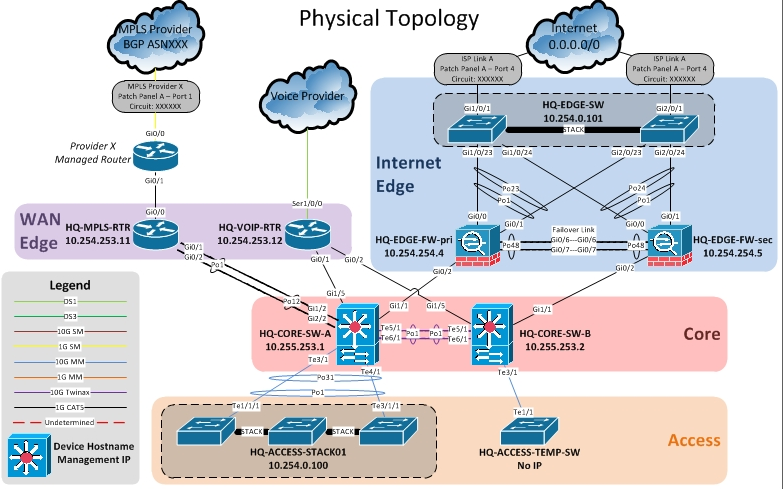 Physical Topology
MPLS Provider
BGP ASNXXX
MPLS Provider X
Patch Panel A – Port 1
Circuit: XXXXXX
Gi0/0
Provider X
Managed Router
Gi0/1
Voice Provider
Ser1/0/0
Internet
0.0.0.0/0
ISP Link A
Patch Panel A – Port 4
Circuit: XXXXXX
ISP Link A
Patch Panel A – Port 4
Circuit: XXXXXX
Internet
Edge
Gi1/0/1
HQ-EDGE-SW
10.254.0.101
Gi2/0/1
STACK
Gi1/0/23
Gi1/0/24
Gi2/0/23
Gi2/0/24
Po23
Po1
Po24
Po1
Gi0/0
Gi0/1
Gi0/0
Gi0/1
HQ-EDGE-FW-pri
10.254.254.4
Po48
Failover Link
Gi0/6---Gi0/6
Gi0/7---Gi0/7
Po48
HQ-EDGE-FW-sec
10.254.254.5
Gi0/2
Gi0/2
WAN
Edge
Gi0/0
HQ-MPLS-RTR
10.254.253.11
Gi0/1
Gi0/2
Po1
HQ-VOIP-RTR
10.254.253.12
Gi0/1
Gi0/2
Core
Po12
Gi1/2
Gi2/2
Gi1/5
Gi1/1
Gi1/5
Gi1/1
HQ-CORE-SW-A
10.255.253.1
Te5/1
Te6/1
Po1
Po1
Te5/1
Te6/1
HQ-CORE-SW-B
10.255.253.2
Te3/1
Te4/1
Te3/1
Po31
Po1
Access
Te1/1/1
Te3/1/1
STACK
STACK
HQ-ACCESS-STACK01
10.254.0.100
Te1/1
HQ-ACCESS-TEMP-SW
No IP
Legend
DS1
DS3
10G SM
1G SM
10G MM
1G MM
10G Twinax
1G CAT5
Undetermined
Device Hostname
Management IP